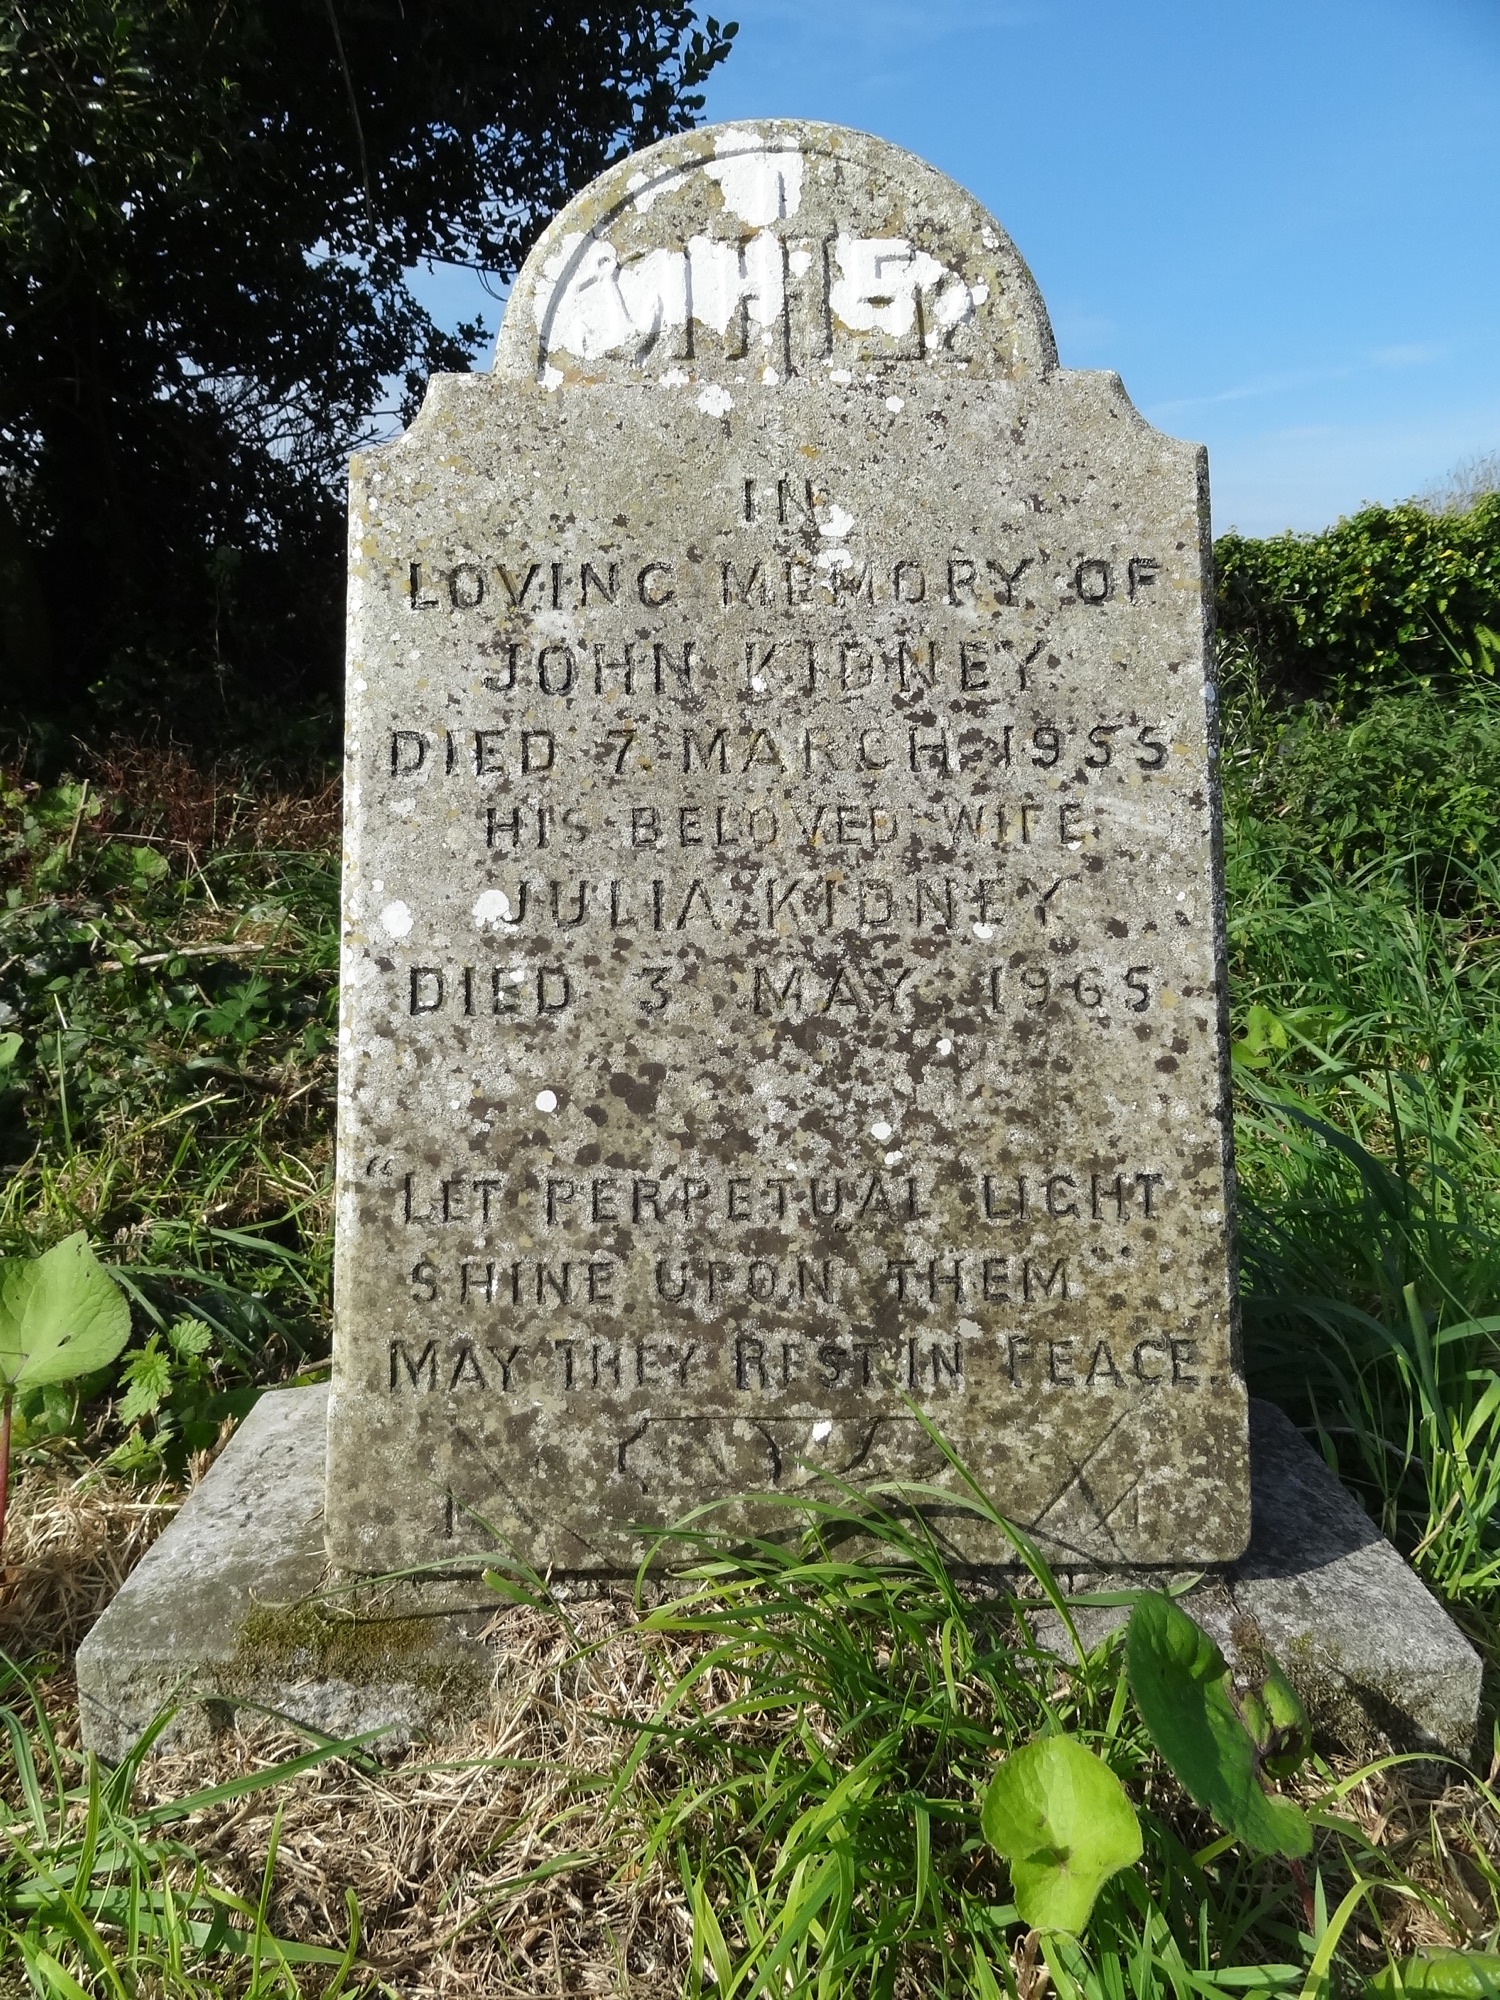 IHS
IN
LOVING MEMORY OF
JOHN KIDNEY
DIED 7 MARCH 1955
HIS BELOVED WIFE
JULIA KIDNEY
DIED 3 MAY 1965
"LET PERPETUAL LIGHT
SHINE UPON THEM"
MAY THEY REST IN PEACE.